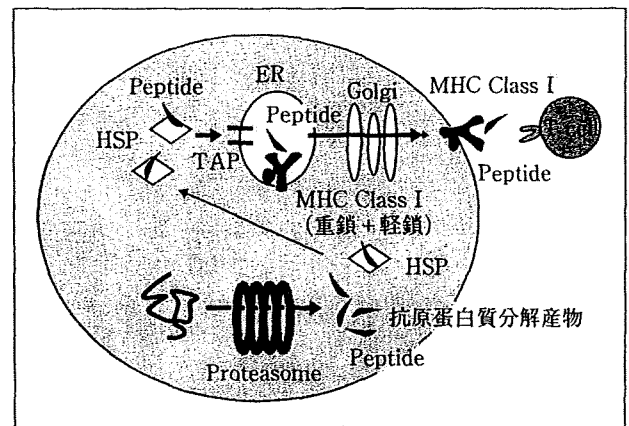 Peptide
ER
Golgi
MHC Class I
HSP
Peptide
TAP
Peptide
MHC Class I
(重鎖+軽鎖)
HSP
抗原蛋白質分解産物
Peptide
Proteasome